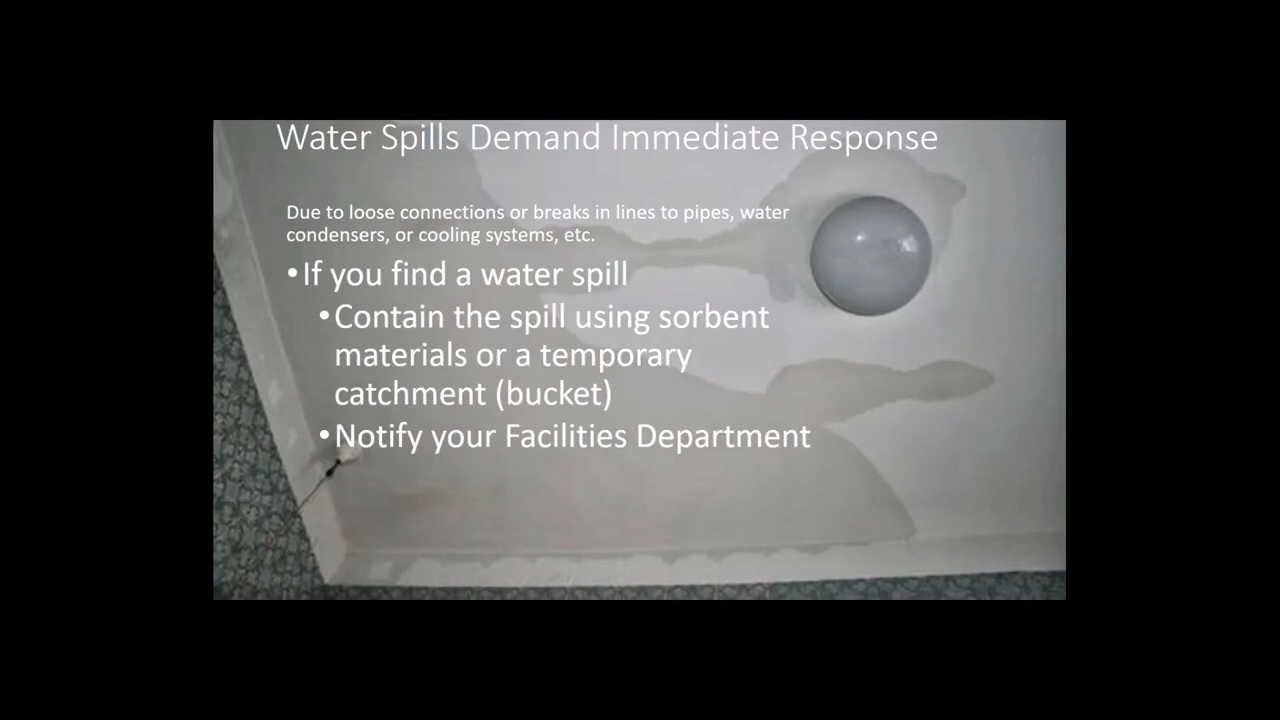 Water Spills Demand Immediate Response
Due to loose connections or breaks in lines to pipes, water
condensers, or cooling systems, etc.
•If you find a water spill
•Contain the spill using sorbent
materials or a temporary
catchment (bucket)
•Notify your Facilities Department